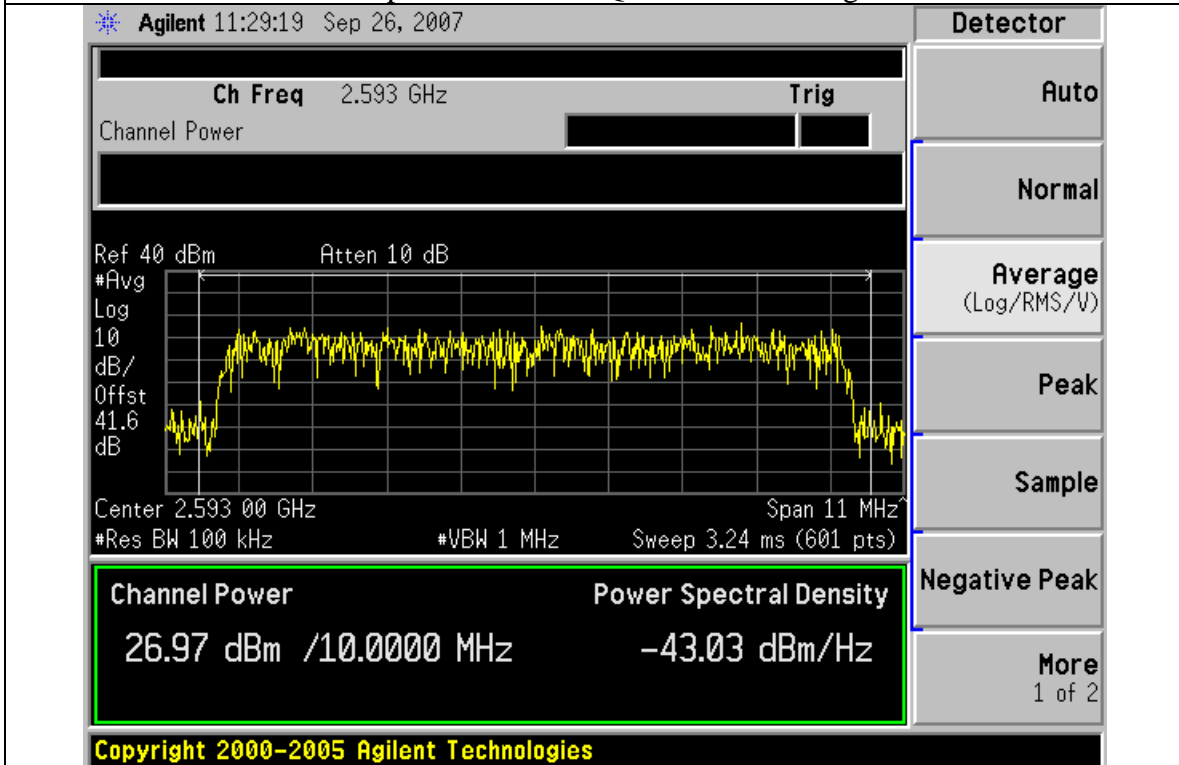 Agilent 11:29:19 Sep 26, 2007
Detector
Ch Freq 2.593 GHz Trig
Channel Power
Auto
Normal
Average
(Log/RMS/V)
Peak
Sample
Negative Peak
More
1 of 2
Ref 40 dBm Atten 10 dB
#Avg
Log
10
dB/
Offst
41.6
dB
Center 2.593 00 GHz Span 11 MHz^
#Res BW 100 kHz #VBW 1 MHz Sweep 3.24 ms (601 pts)
Channel Power Power Spectral Density
26.97 dBm /10.0000 MHz -43.03 dBm/Hz
Copyright 2000-2005 Agilent Technologies